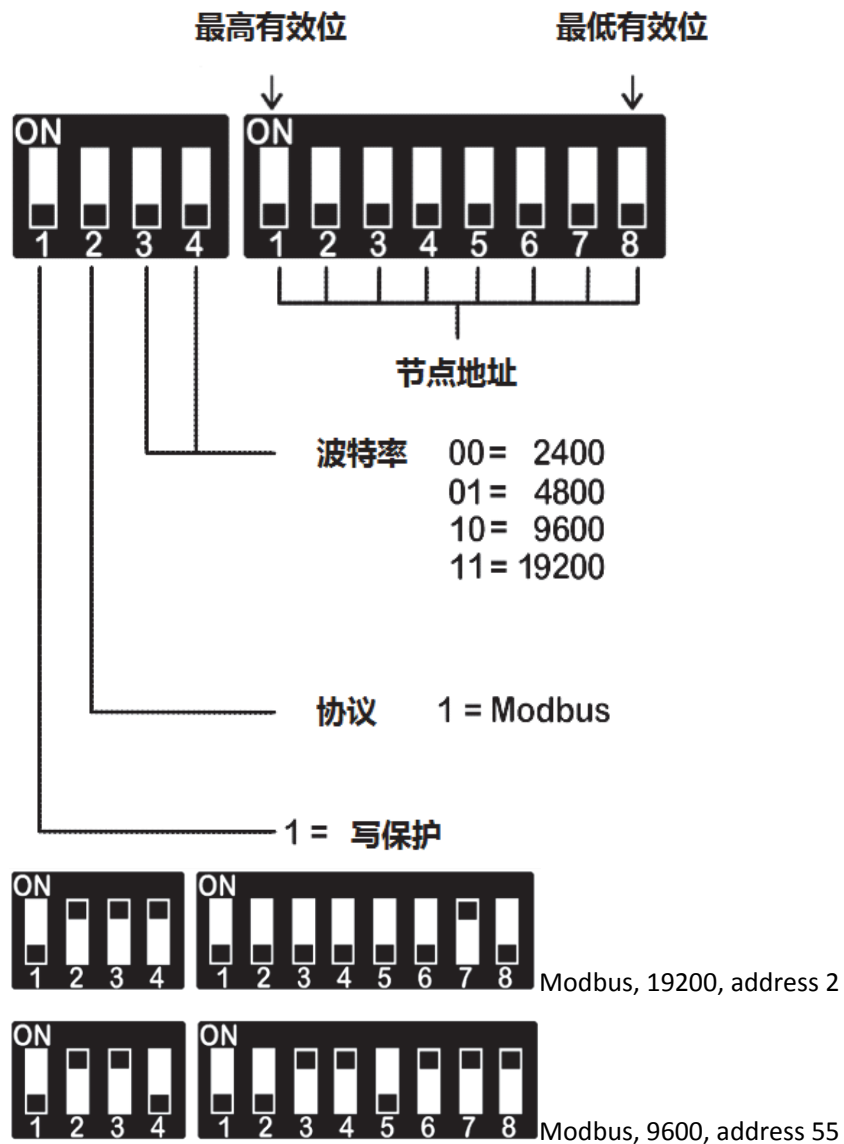 最高有效位 最低有效位
ON ON
1 2 3 4 1 2 3 4 5 6 7 8
节点地址
波特率 00= 2400
01= 4800
10= 9600
11= 19200
协议 1 = Modbus
1 = 写保护
ON ON
1 2 3 4 1 2 3 4 5 6 7 8 Modbus, 19200, address 2
ON ON
1 2 3 4 1 2 3 4 5 6 7 8 Modbus, 9600, address 55